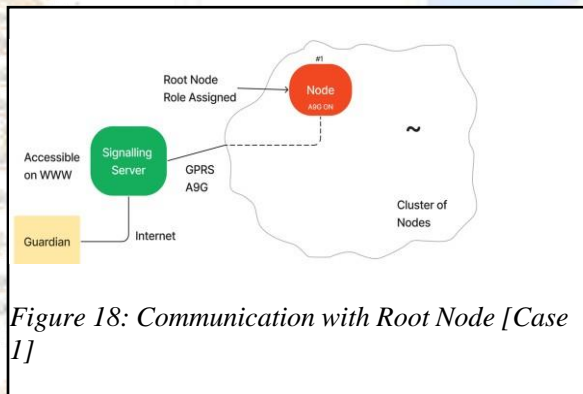 #1
Root Node
Role Assigned
Node
A9G ON
~
Accessible
on WWW
Signalling
Server
GPRS
A9G
Cluster of
Nodes
Guardian
Internet
Figure 18: Communication with Root Node [Case
1]